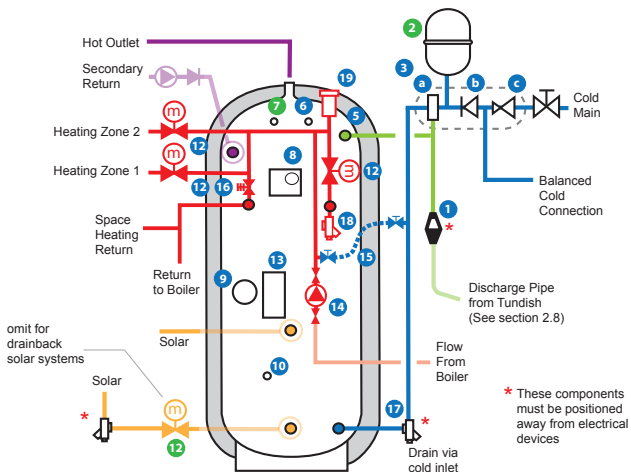 2
Hot Outlet
Secondary
Return
19
3
a
b
c
7
6
5
m
Heating Zone 2
Cold
Main
12
m
8
Heating Zone 1
12
m
12
16
1
*
Balanced
Cold
Connection
Space
Heating
Return
18
15
Return
to Boiler
13
9
14
Discharge Pipe
from Tundish
(See section 2.8)
omit for
drainback
solar systems
Solar
10
Flow
From
Boiler
Solar
* These components
must be positioned
away from electrical
devices
*
m
12
17
*
Drain via
cold inlet